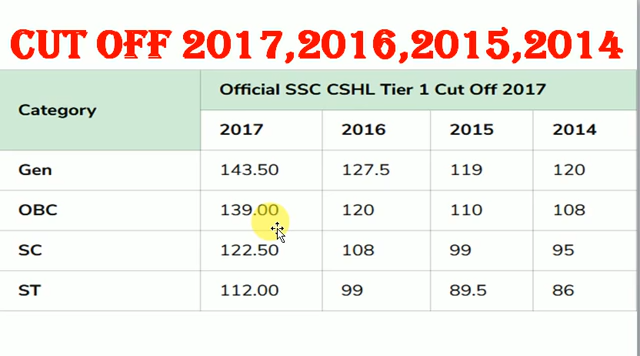 CUT OFF 2017,2016,2015,2014
Category Official SSC CSHL Tier 1 Cut Off 2017
2017 2016 2015 2014
Gen 143.50 127.5 119 120
OBC 139.00 120 110 108
SC 122.50 108 99 95
ST 112.00 99 89.5 86